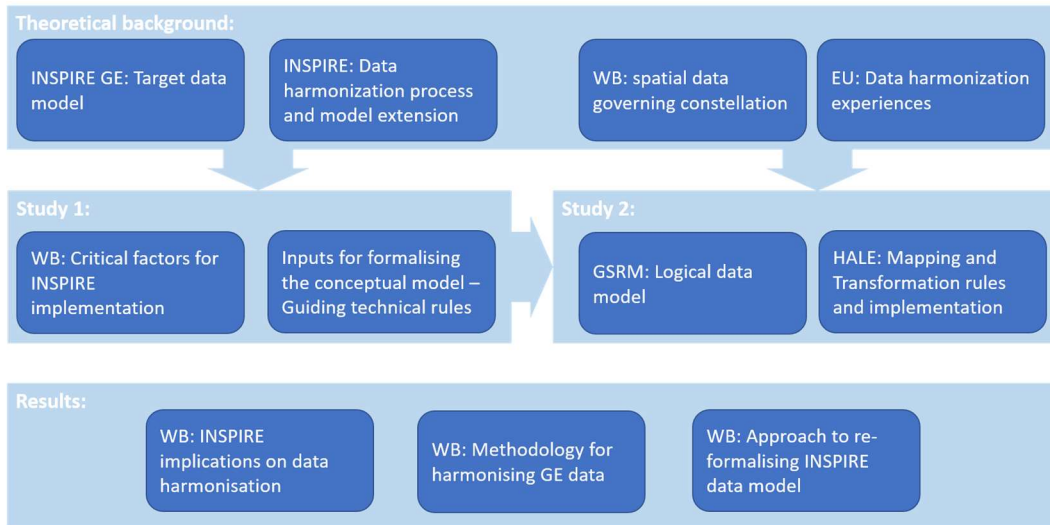 Theoretical background:
INSPIRE GE: Target data
model
INSPIRE: Data
harmonization process
and model extension
WB: spatial data
governing constellation
EU: Data harmonization
experiences
Study 1:
WB: Critical factors for
INSPIRE
implementation
Inputs for formalising
the conceptual model –
Guiding technical rules
Study 2:
GSRM: Logical data
model
HALE: Mapping and
Transformation rules
and implementation
Results:
WB: INSPIRE
implications on data
harmonisation
WB: Methodology for
harmonising GE data
WB: Approach to re-
formalising INSPIRE
data model